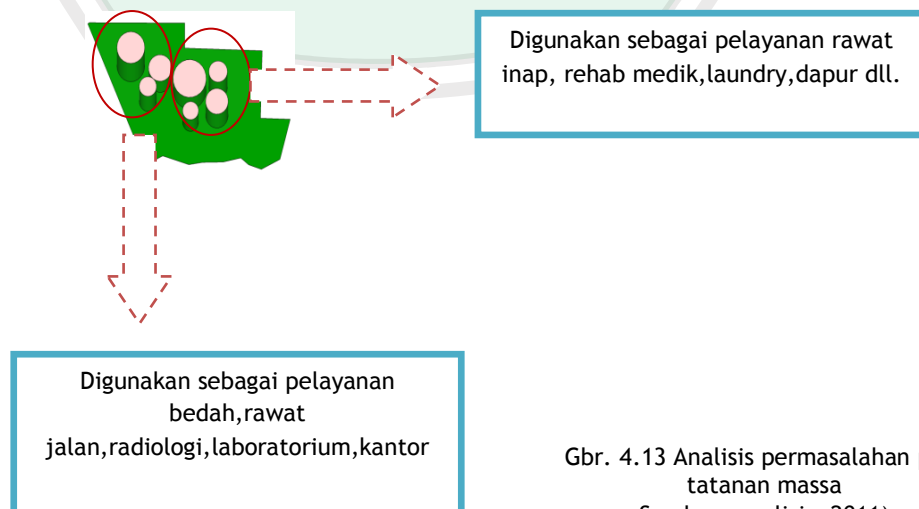 Digunakan sebagai pelayanan rawat
inap, rehab medik,laundry,dapur dll.
Digunakan sebagai pelayanan
bedah,rawat
jalan,radiologi,laboratorium,kantor
Gbr. 4.13 Analisis permasalahan
tatanan massa